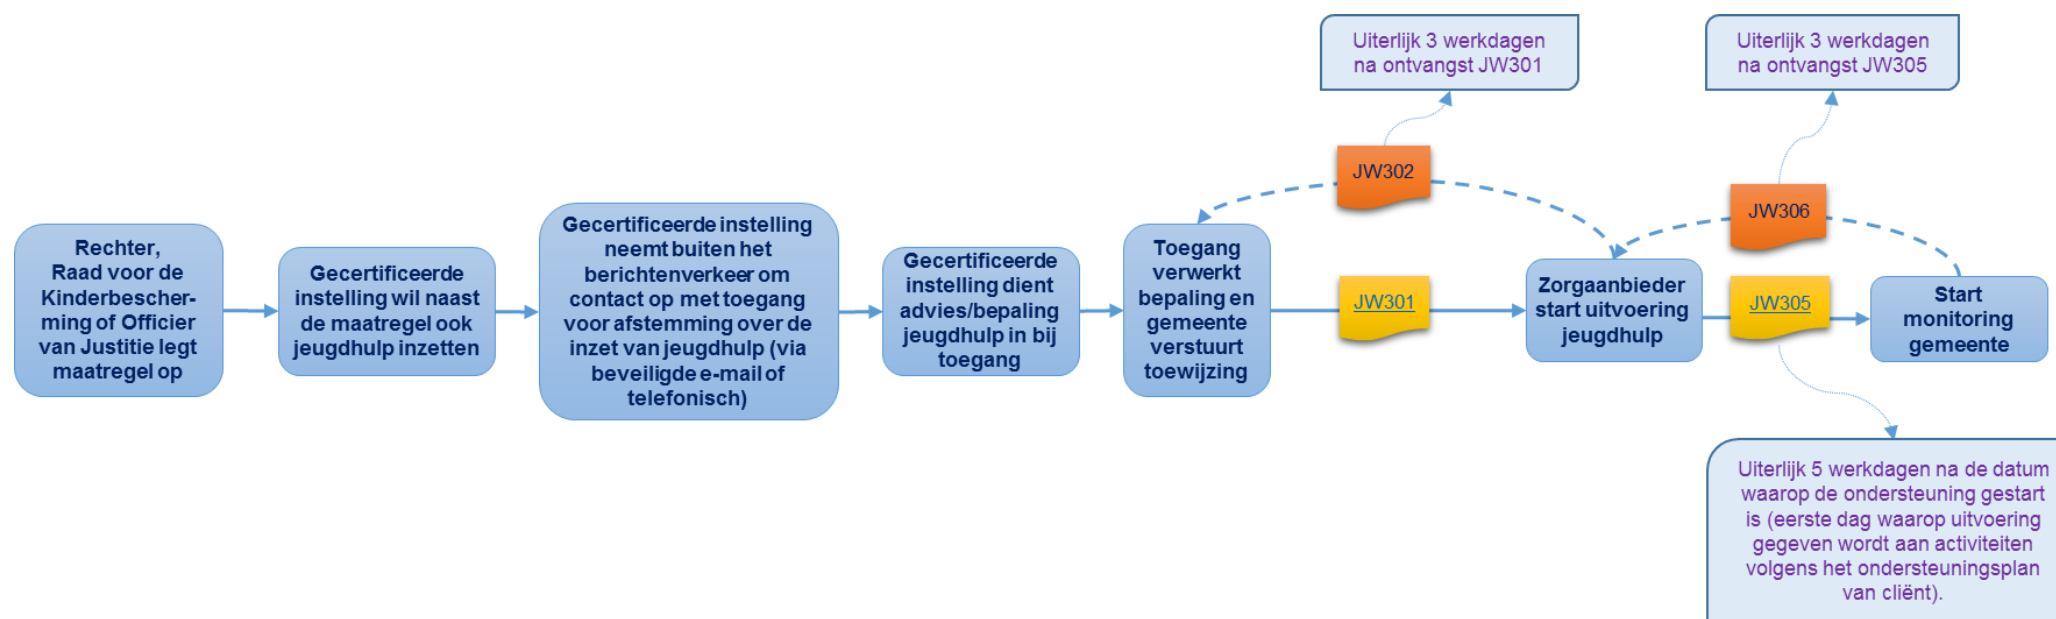 Uiterlijk 3 werkdagen
na ontvangst JW301
Uiterlijk 3 werkdagen
na ontvangst JW305
JW302
JW306
Rechter,
Raad voor de
Kinderbescher-
ming of Officier
van Justitie legt
maatregel op
Gecertificeerde
instelling wil naast
de maatregel ook
jeugdhulp inzetten
Gecertificeerde instelling
neemt buiten het
berichtenverkeer om
contact op met toegang
voor afstemming over de
inzet van jeugdhulp (via
beveiligde e-mail of
telefonisch)
Gecertificeerde
instelling dient
advies/bepaling
jeugdhulp in bij
toegang
Toegang
verwerkt
bepaling en
gemeente
verstuurt
toewijzing
JW301
Zorgaanbieder
start uitvoering
jeugdhulp
JW305
Start
monitoring
gemeente
Uiterlijk 5 werkdagen na de datum
waarop de ondersteuning gestart
is (eerste dag waarop uitvoering
gegeven wordt aan activiteiten
volgens het ondersteuningsplan
van cliënt).